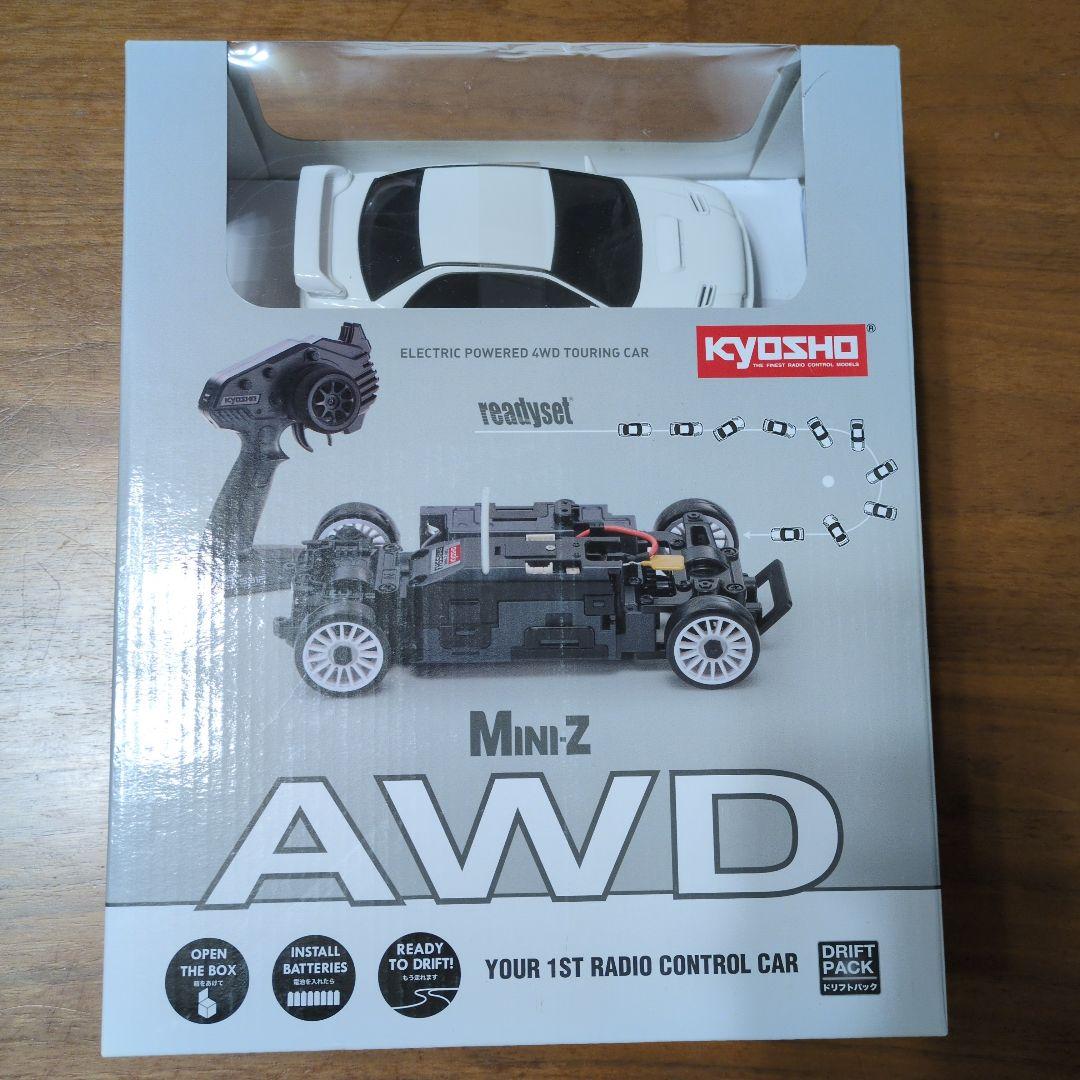 ELECTRIC POWERED 4WD TOURING CAR
KYOSHO®
THE FINEST RADIO CONTROL MODELS
KYOSHO
readyset
MINI-Z
AWD
OPEN
THE BOX
箱をあけて
INSTALL
BATTERIES
電池を入れたら
READY
TO DRIFT!
もう走れます
YOUR 1ST RADIO CONTROL CAR
DRIFT
PACK
ドリフトパック